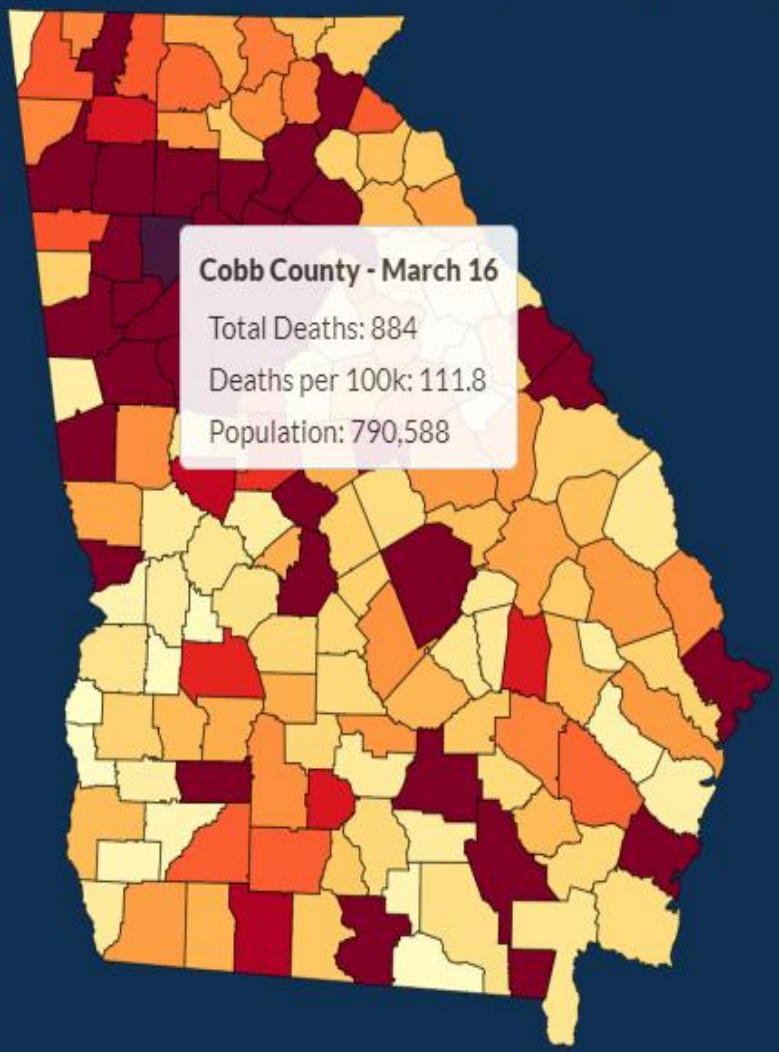 Cobb County - March 16
Total Deaths: 884
Deaths per 100k: 111.8
Population: 790,588